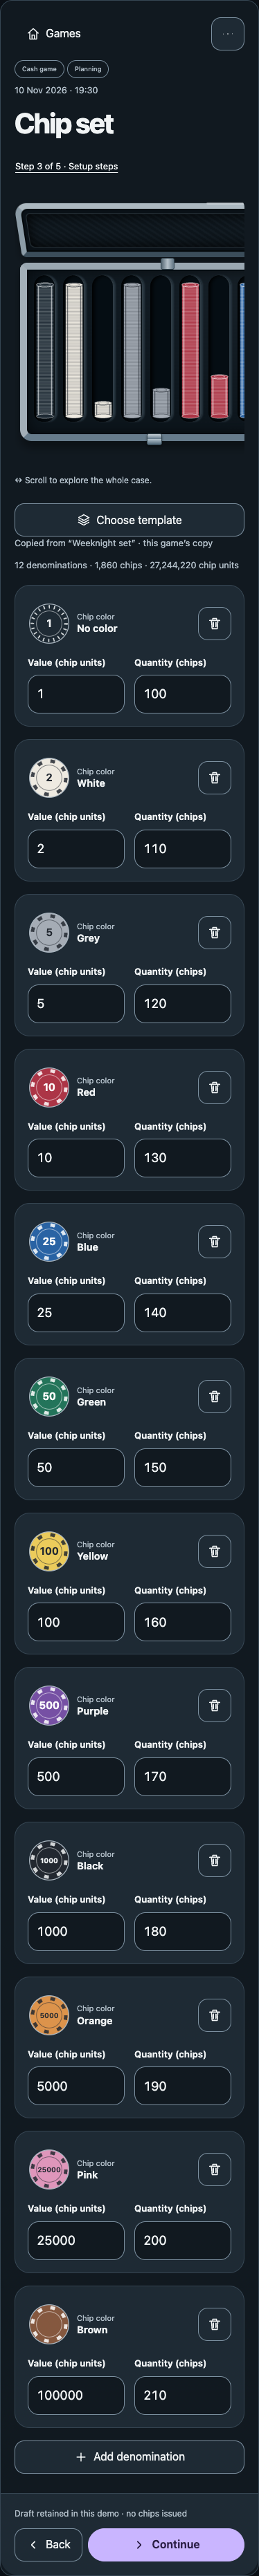 Games
Cash game Planning
10 Nov 2026 · 19:30
Chip set
Step 3 of 5 · Setup steps
↔ Scroll to explore the whole case.
Choose template
Copied from “Weeknight set” · this game’s copy
12 denominations · 1,860 chips · 27,244,220 chip units
1
Chip color
No color
Value (chip units) Quantity (chips)
1 100
2
Chip color
White
Value (chip units) Quantity (chips)
2 110
5
Chip color
Grey
Value (chip units) Quantity (chips)
5 120
10
Chip color
Red
Value (chip units) Quantity (chips)
10 130
25
Chip color
Blue
Value (chip units) Quantity (chips)
25 140
50
Chip color
Green
Value (chip units) Quantity (chips)
50 150
100
Chip color
Yellow
Value (chip units) Quantity (chips)
100 160
500
Chip color
Purple
Value (chip units) Quantity (chips)
500 170
1000
Chip color
Black
Value (chip units) Quantity (chips)
1000 180
5000
Chip color
Orange
Value (chip units) Quantity (chips)
5000 190
25000
Chip color
Pink
Value (chip units) Quantity (chips)
25000 200
Chip color
Brown
Value (chip units) Quantity (chips)
100000 210
Add denomination
Draft retained in this demo · no chips issued
Back Continue